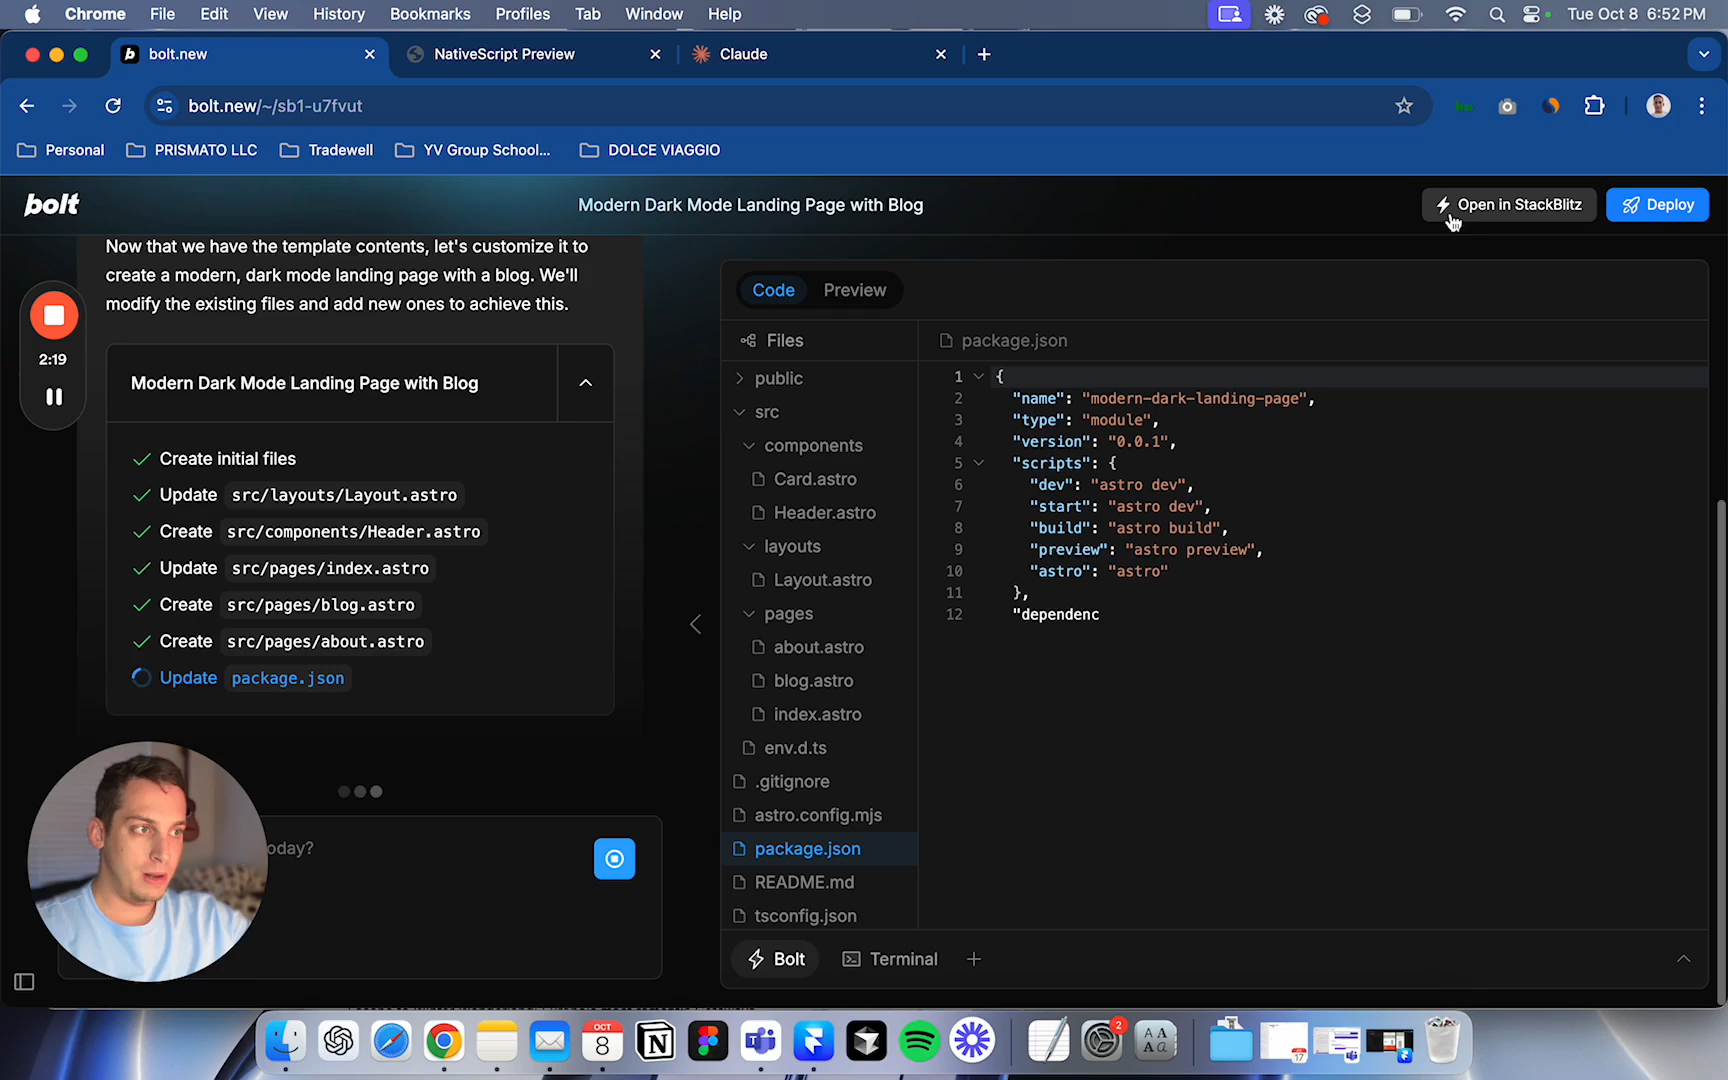 Chrome File Edit View History Bookmarks Profiles Tab Window Help Tue Oct 8 6:52 PM
bolt.new NativeScript Preview Claude
bolt.new/~/sb1-u7fvut
Personal PRISMATO LLC Tradewell YV Group School... DOLCE VIAGGIO
bolt Modern Dark Mode Landing Page with Blog Open in StackBlitz Deploy
Now that we have the template contents, let's customize it to
create a modern, dark mode landing page with a blog. We'll
modify the existing files and add new ones to achieve this.
2:19
Modern Dark Mode Landing Page with Blog
Create initial files
Update src/layouts/Layout.astro
Create src/components/Header.astro
Update src/pages/index.astro
Create src/pages/blog.astro
Create src/pages/about.astro
Update package.json
oday?
Code Preview
Files
public
src
components
Card.astro
Header.astro
layouts
Layout.astro
pages
about.astro
blog.astro
index.astro
env.d.ts
.gitignore
astro.config.mjs
package.json
README.md
tsconfig.json
package.json
1 {
2 "name": "modern-dark-landing-page",
3 "type": "module",
4 "version": "0.0.1",
5 "scripts": {
6 "dev": "astro dev",
7 "start": "astro dev",
8 "build": "astro build",
9 "preview": "astro preview",
10 "astro": "astro"
11 },
12 "dependenc
Bolt Terminal
OCT
8
2
17